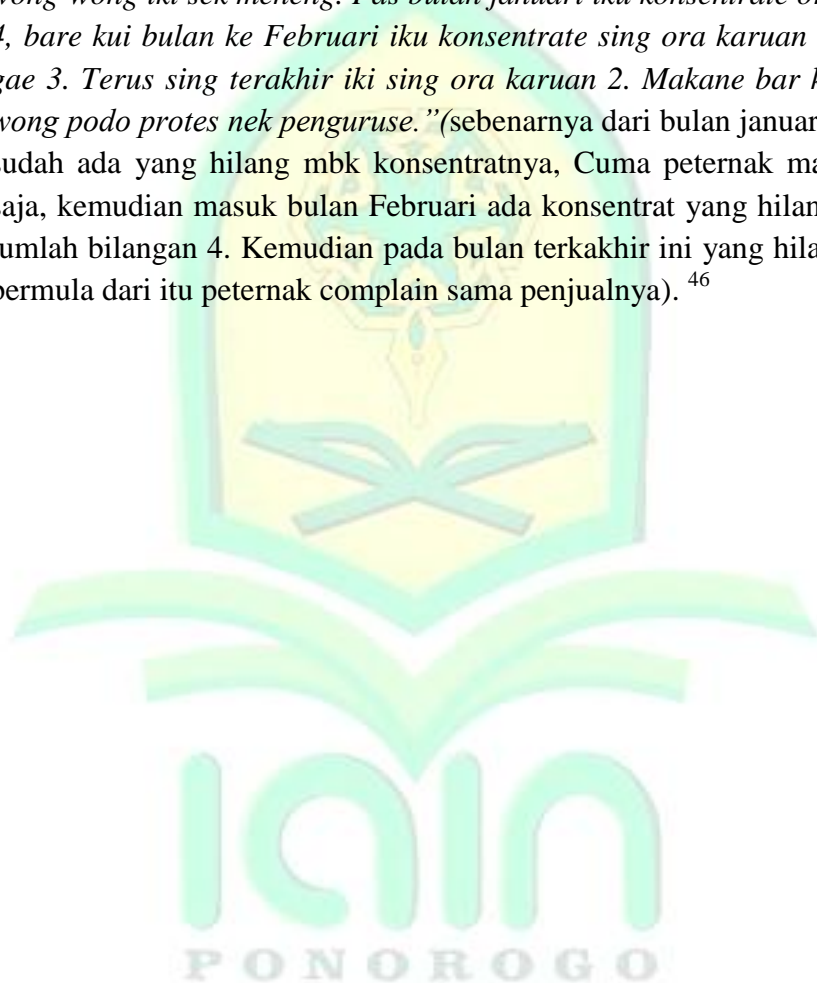 wong-wong iki sek meneng. Pas bulan januari iku konsentrate
4, bare kui bulan ke Februari iku konsentrate sing ora karuan
gae 3. Terus sing terakhir iki sing ora karuan 2. Makane bar
wong podo protes nek penguruse.”(sebenarnya dari bulan januar
sudah ada yang hilang mbk konsentratnya, Cuma peternak
saja, kemudian masuk bulan Februari ada konsentrat yang hilan
jumlah bilangan 4. Kemudian pada bulan terkakhir ini yang
bermula dari itu peternak complain sama penjualnya). 46
iain
PONOROGO